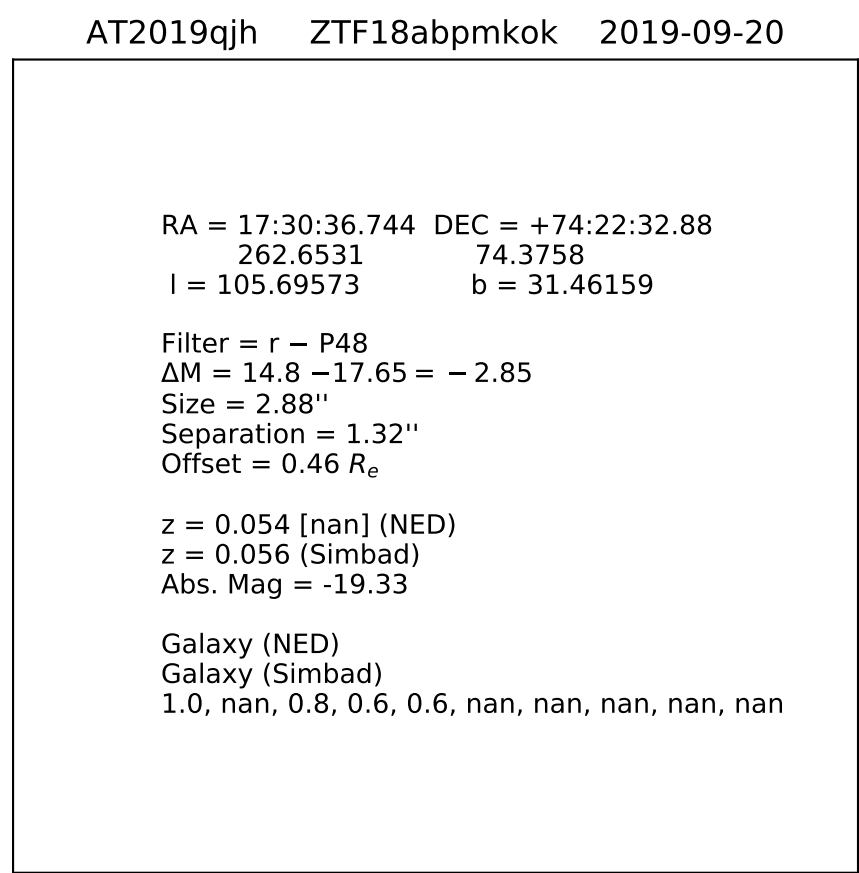 AT2019qjh ZTF18abpmkok 2019-09-20
RA = 17:30:36.744 DEC = +74:22:32.88
262.6531 74.3758
l = 105.69573 b = 31.46159
Filter = r − P48
ΔM = 14.8 −17.65 = − 2.85
Size = 2.88''
Separation = 1.32''
Offset = 0.46 Re
z = 0.054 [nan] (NED)
z = 0.056 (Simbad)
Abs. Mag = -19.33
Galaxy (NED)
Galaxy (Simbad)
1.0, nan, 0.8, 0.6, 0.6, nan, nan, nan, nan, nan